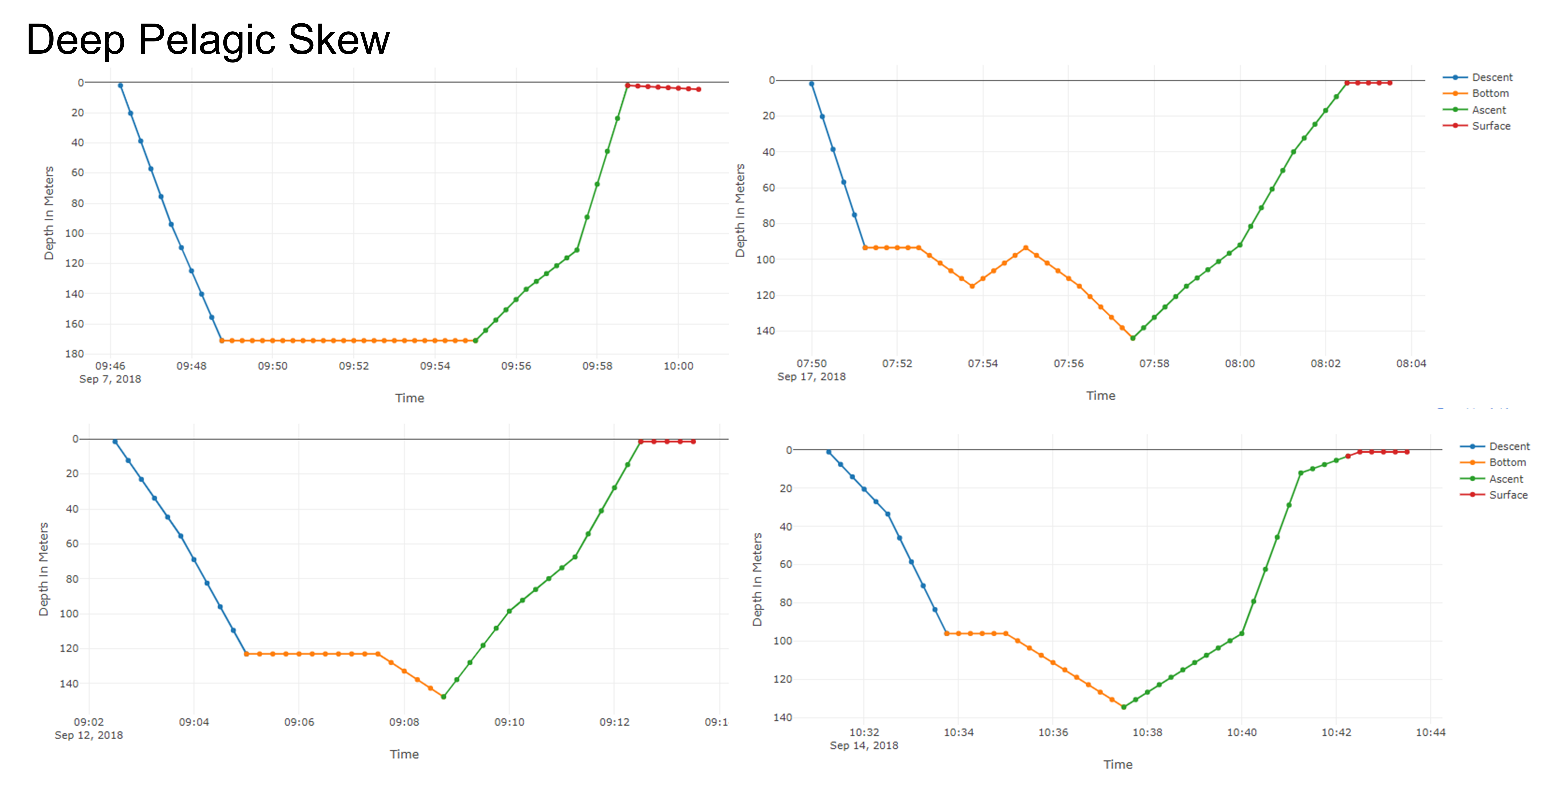 Deep Pelagic Skew
0
20
40
60
80
100
120
140
160
180
Depth In Meters
09:46 09:48 09:50 09:52 09:54 09:56 09:58 10:00
Sep 7, 2018
Time
0
20
40
60
80
100
120
140
Depth In Meters
07:50 07:52 07:54 07:56 07:58 08:00 08:02 08:04
Sep 17, 2018
Time
Descent
Bottom
Ascent
Surface
0
20
40
60
80
100
120
140
Depth In Meters
09:02 09:04 09:06 09:08 09:10 09:12
Sep 12, 2018
Time
0
20
40
60
80
100
120
140
Depth In Meters
10:32 10:34 10:36 10:38 10:40 10:42 10:44
Sep 14, 2018
Time
Descent
Bottom
Ascent
Surface